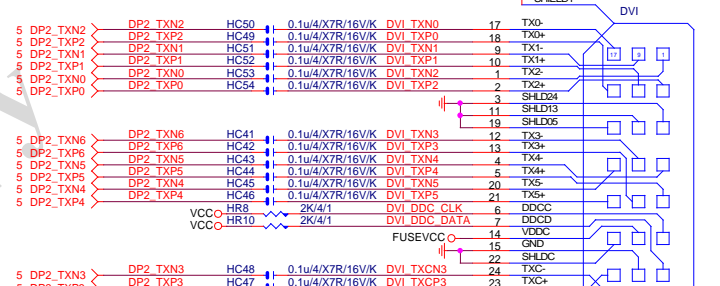 SHIELD1
DVI
5 DP2_TXN2 DP2_TXN2 HC50 0.1u/4/X7R/16V/K DVI_TXN0 17 TX0-
5 DP2_TXP2 DP2_TXP2 HC49 0.1u/4/X7R/16V/K DVI_TXP0 18 TX0+
5 DP2_TXN1 DP2_TXN1 HC51 0.1u/4/X7R/16V/K DVI_TXN1 9 TX1- 17 9 1
5 DP2_TXP1 DP2_TXP1 HC52 0.1u/4/X7R/16V/K DVI_TXP1 10 TX1+
5 DP2_TXN0 DP2_TXN0 HC53 0.1u/4/X7R/16V/K DVI_TXN2 1 TX2-
5 DP2_TXP0 DP2_TXP0 HC54 0.1u/4/X7R/16V/K DVI_TXP2 2 TX2+
3 SHLD24
11 SHLD13
19 SHLD05
5 DP2_TXN6 DP2_TXN6 HC41 0.1u/4/X7R/16V/K DVI_TXN3 12 TX3-
5 DP2_TXP6 DP2_TXP6 HC42 0.1u/4/X7R/16V/K DVI_TXP3 13 TX3+
5 DP2_TXN5 DP2_TXN5 HC43 0.1u/4/X7R/16V/K DVI_TXN4 4 TX4-
5 DP2_TXP5 DP2_TXP5 HC44 0.1u/4/X7R/16V/K DVI_TXP4 5 TX4+
5 DP2_TXN4 DP2_TXN4 HC45 0.1u/4/X7R/16V/K DVI_TXN5 20 TX5-
5 DP2_TXP4 DP2_TXP4 HC46 0.1u/4/X7R/16V/K DVI_TXP5 21 TX5+
VCC HR8 2K/4/1 DVI_DDC_CLK 6 DDCC
VCC HR10 2K/4/1 DVI_DDC_DATA 7 DDCD
FUSEVCC 14 VDDC
15 GND
22 SHLDC
5 DP2_TXN3 DP2_TXN3 HC48 0.1u/4/X7R/16V/K DVI_TXCN3 24 TXC-
5 DP2_TXP3 DP2_TXP3 HC47 0.1u/4/X7R/16V/K DVI_TXCP3 23 TXC+